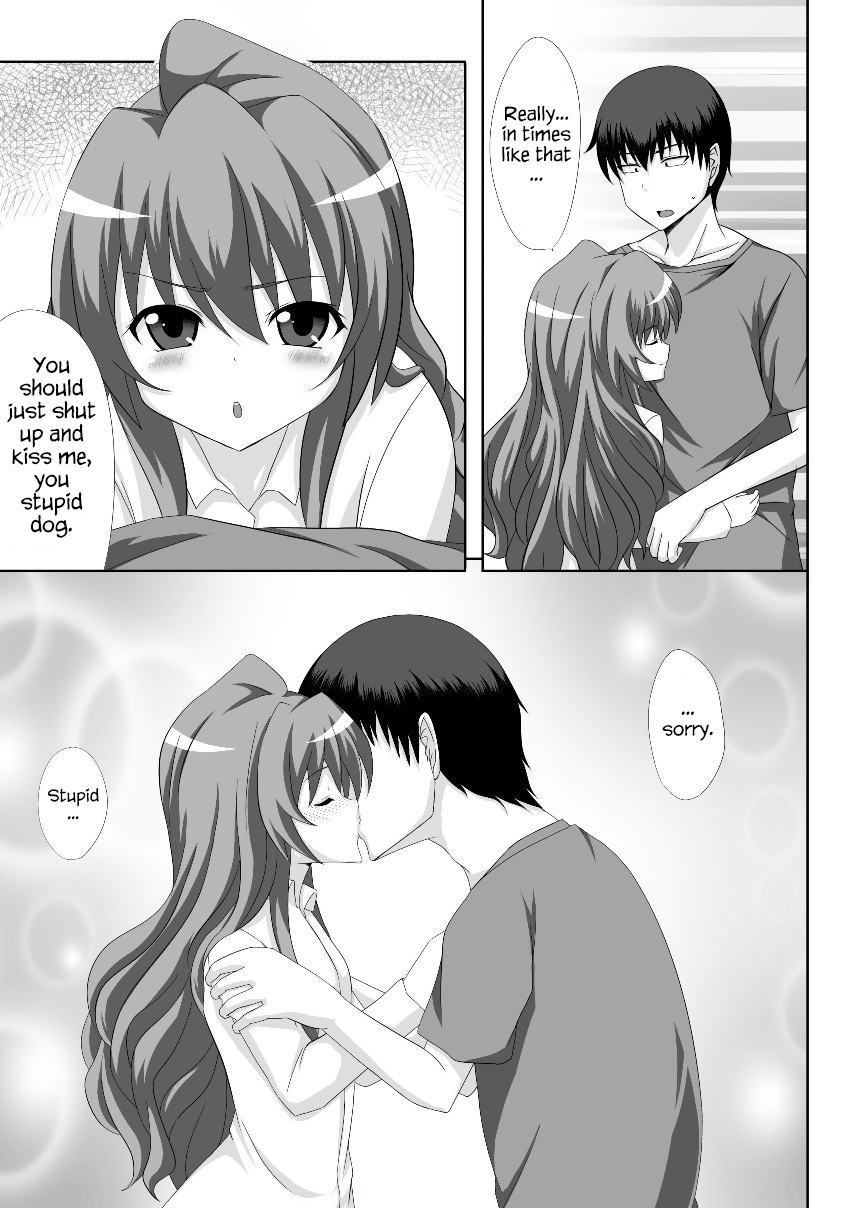 Really...
in times
like that
...
You
should
just shut
up and
kiss me,
you
stupid
dog.
...
sorry.
Stupid
...